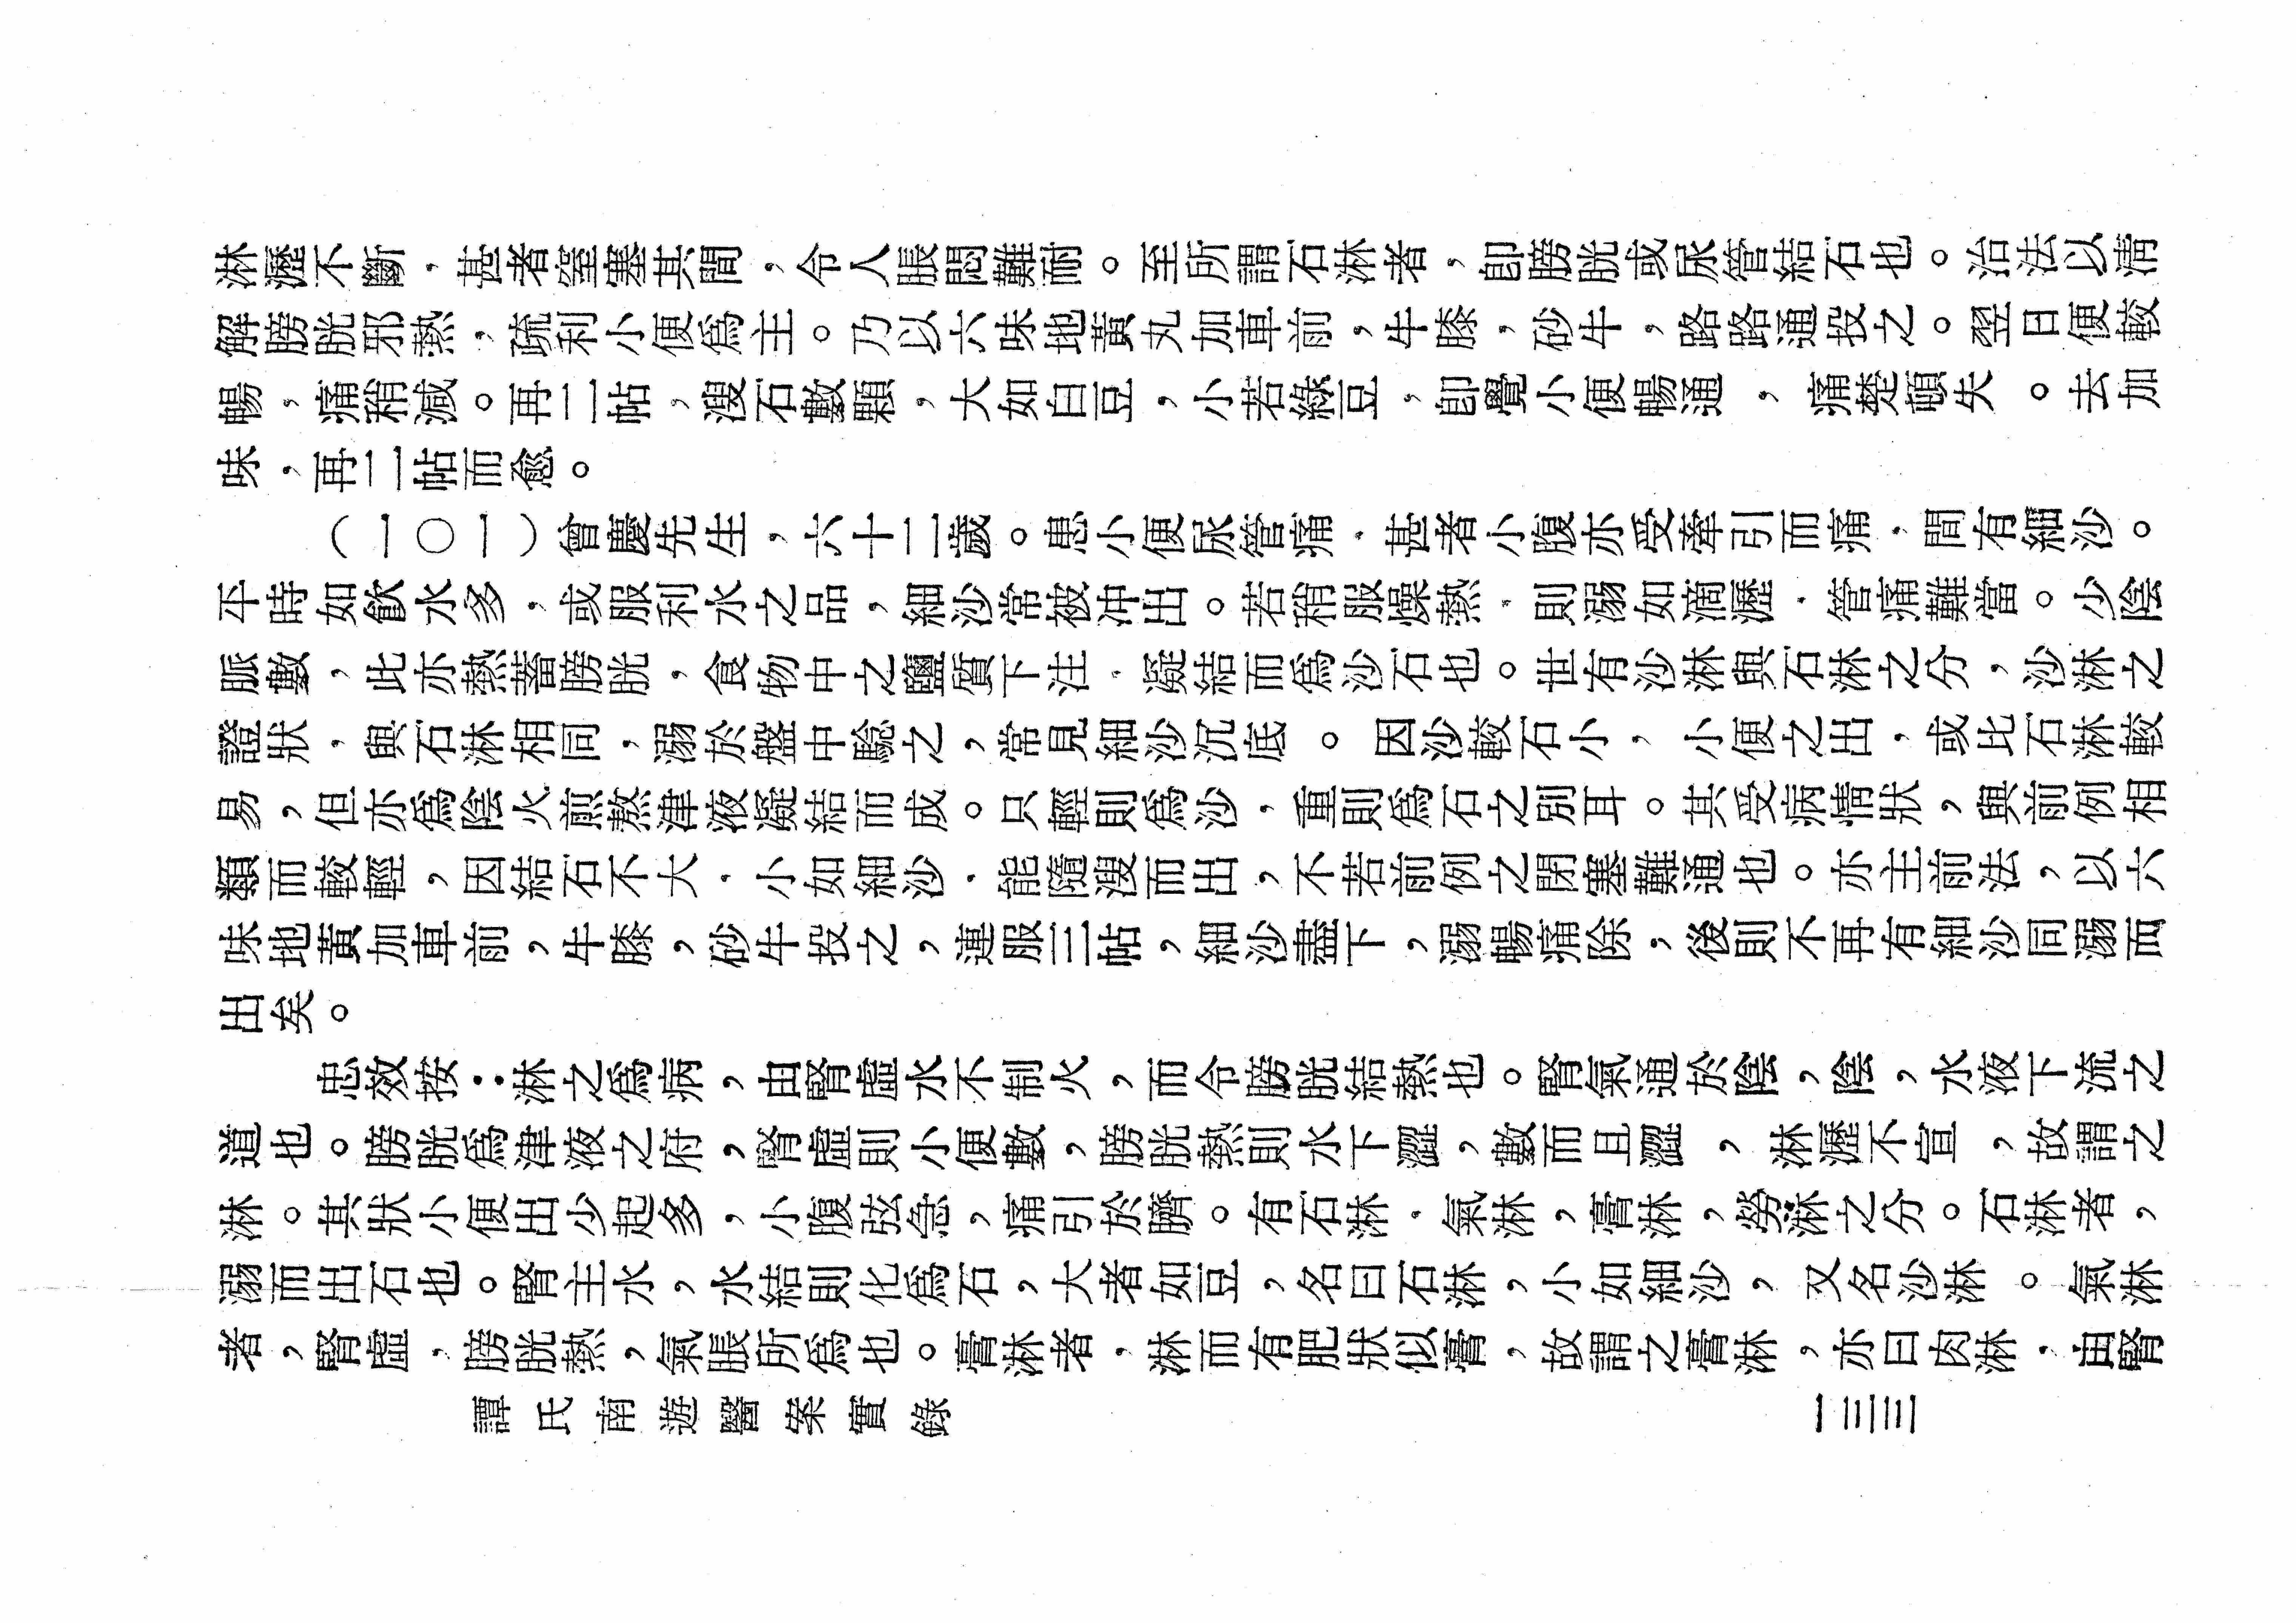 淋瀝不斷，甚者窒塞其間，令人脹悶難耐。至所謂石淋者，卽膀胱或尿管結石也。治法以淸
解膀胱邪熱，疏利小便爲主。乃以六味地黃丸加車前，牛膝，砂牛，路路通投之。翌日便較
暢，痛稍減。再二帖，溲石數顆，大如白豆，小若綠豆，卽覺小便暢通，痛楚頓失。去加
味，再二帖而愈。
（一〇一）曾慶先生，六十二歲。患小便尿管痛，甚者小腹亦受牽引而痛，間有細沙。
平時如飮水多，或服利水之品，細沙常被冲出。若稍服燥熱，則溺如滴瀝，管痛難當。少陰
脈數，此亦熱蓄膀胱，食物中之鹽質下注，凝結而爲沙石也。世有沙淋與石淋之分，沙淋之
證狀，與石淋相同，溺於盤中騐之，常見細沙沉底。因沙較石小，小便之出，或比石淋較
易，但亦爲陰火煎熬津液凝結而成。只輕則爲沙，重則爲石之別耳。其受病情狀，與前例相
類而較輕，因結石不大，小如細沙，能隨溲而出，不若前例之閉塞難通也。亦主前法，以六
味地黃加車前，牛膝，砂牛投之，連服三帖，細沙盡下，溺暢痛除，後則不再有細沙同溺而
出矣。
忠效按：淋之爲病，由腎虛水不制火，而令膀胱結熱也。腎氣通於陰，陰，水液下流之
道也。膀胱爲津液之府，腎虛則小便數，膀胱熱則水下澀，數而且澀，淋瀝不宣，故謂之
淋。其狀小便出少起多，小腹弦急，痛引於臍。有石淋，氣淋，膏淋，勞淋之分。石淋者，
溺而出石也。腎主水，水結則化爲石，大者如豆，名曰石淋，小如細沙，又名沙淋。氣淋
者，腎虛，膀胱熱，氣脹所爲也。膏淋者，淋而有肥狀似膏，故謂之膏淋，亦曰肉淋，由腎
譚氏南遊醫案實錄　一三三